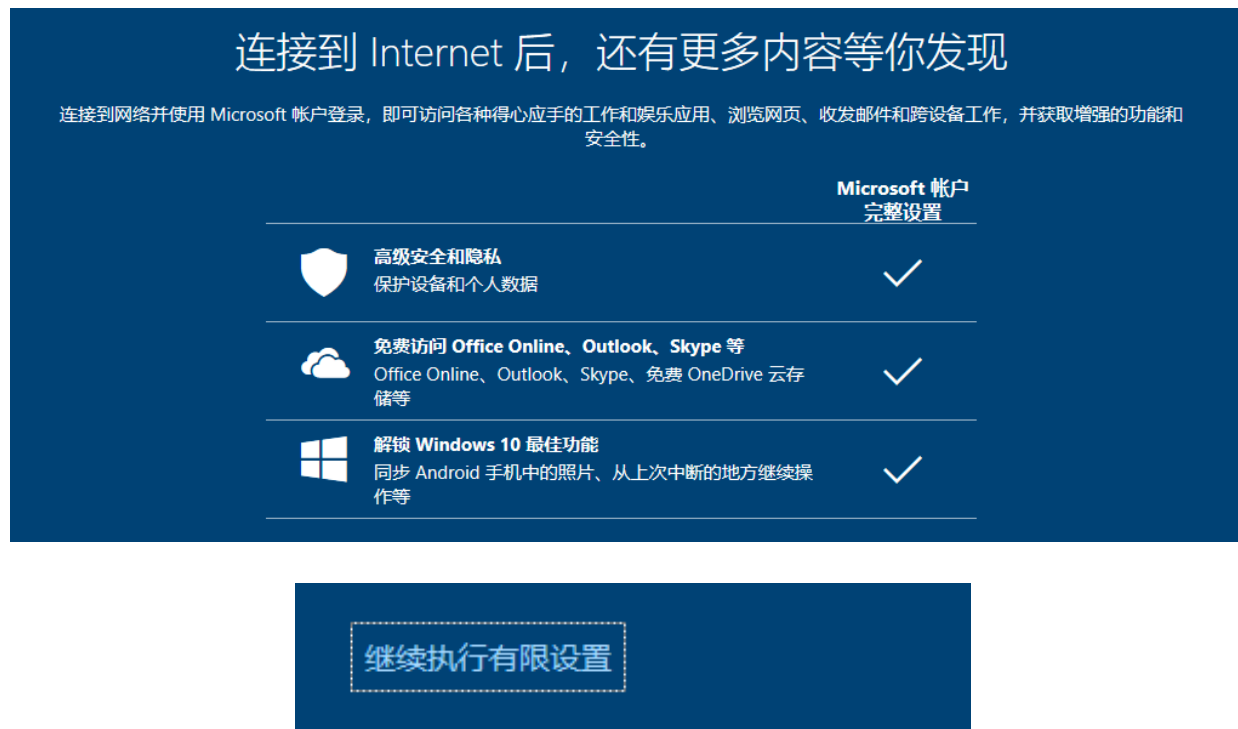 连接到 Internet 后，还有更多内容等你发现
连接到网络并使用 Microsoft 帐户登录，即可访问各种得心应手的工作和娱乐应用、浏览网页、收发邮件和跨设备工作，并获取增强的功能和
安全性。
Microsoft 帐户
完整设置
高级安全和隐私
保护设备和个人数据
免费访问 Office Online、Outlook、Skype 等
Office Online、Outlook、Skype、免费 OneDrive 云存
储等
解锁 Windows 10 最佳功能
同步 Android 手机中的照片、从上次中断的地方继续操
作等
继续执行有限设置